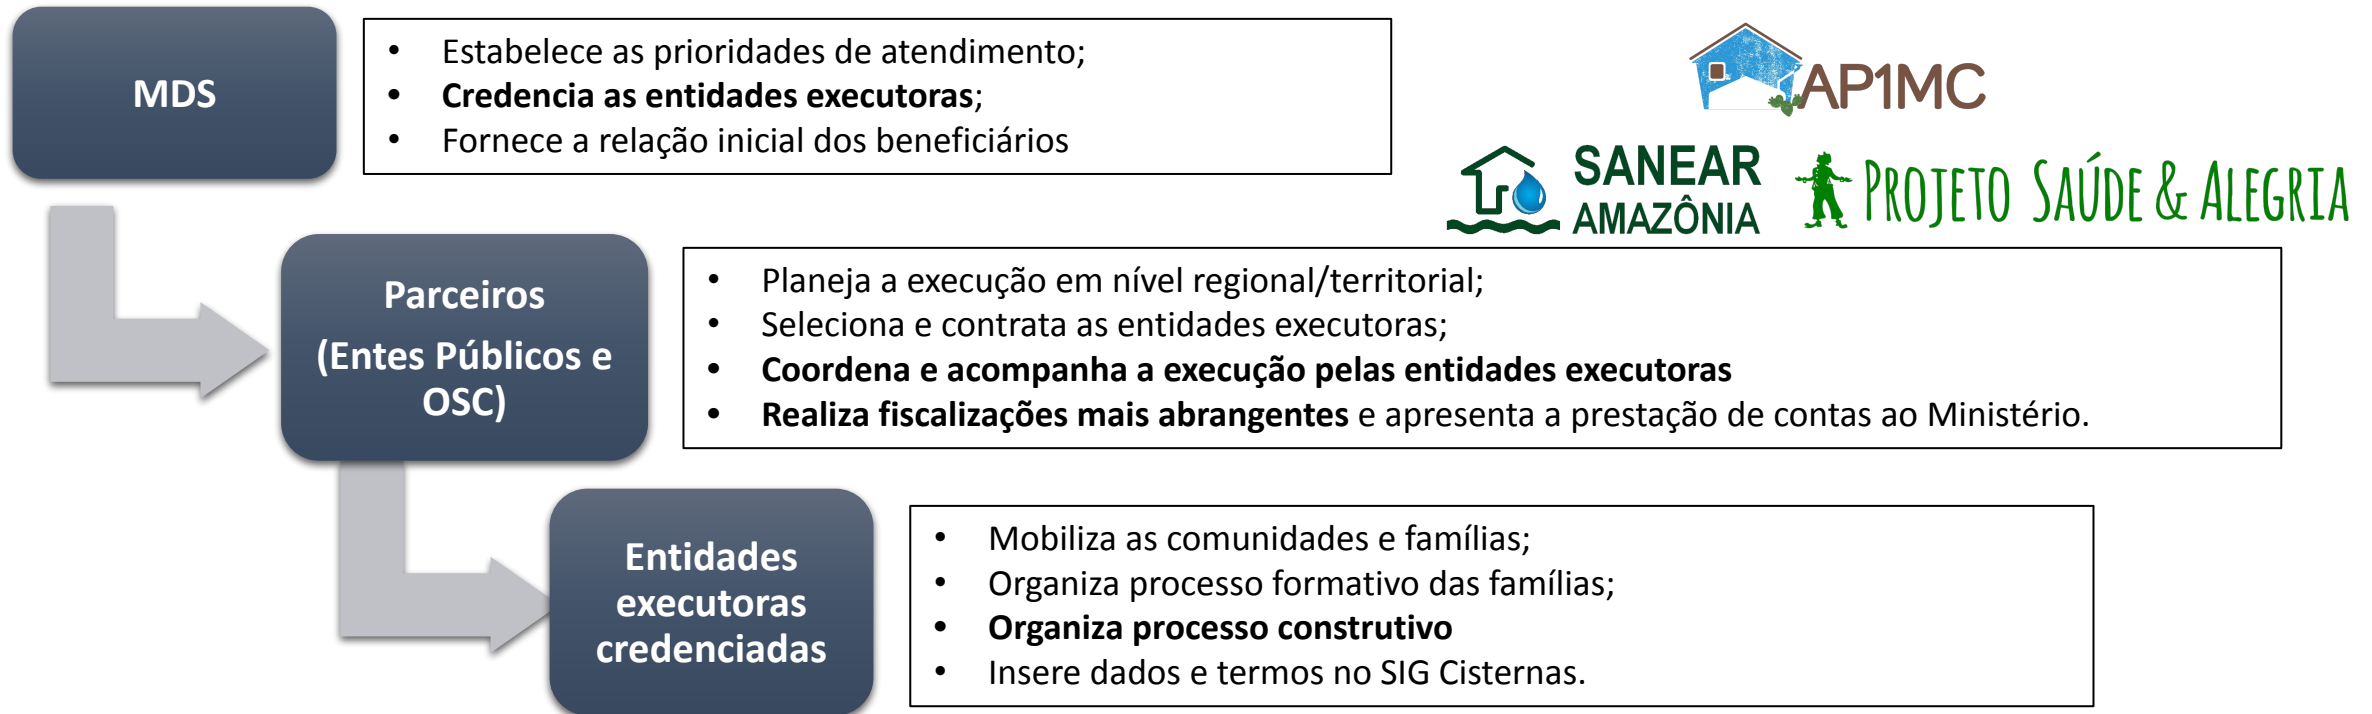 MDS
• Estabelece as prioridades de atendimento;
• Credencia as entidades executoras;
• Fornece a relação inicial dos beneficiários
AP1MC
SANEAR
AMAZÔNIA
PROJETO SAÚDE & ALEGRIA
Parceiros
(Entes Públicos e
OSC)
• Planeja a execução em nível regional/territorial;
• Seleciona e contrata as entidades executoras;
• Coordena e acompanha a execução pelas entidades executoras
• Realiza fiscalizações mais abrangentes e apresenta a prestação de contas ao Ministério.
Entidades
executoras
credenciadas
• Mobiliza as comunidades e famílias;
• Organiza processo formativo das famílias;
• Organiza processo construtivo
• Insere dados e termos no SIG Cisternas.